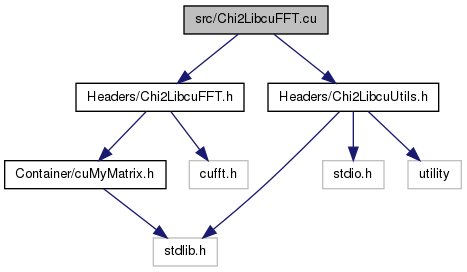 src/Chi2LibcuFFT.cu
Headers/Chi2LibcuFFT.h
Headers/Chi2LibcuUtils.h
Container/cuMyMatrix.h
cufft.h
stdio.h
utility
stdlib.h